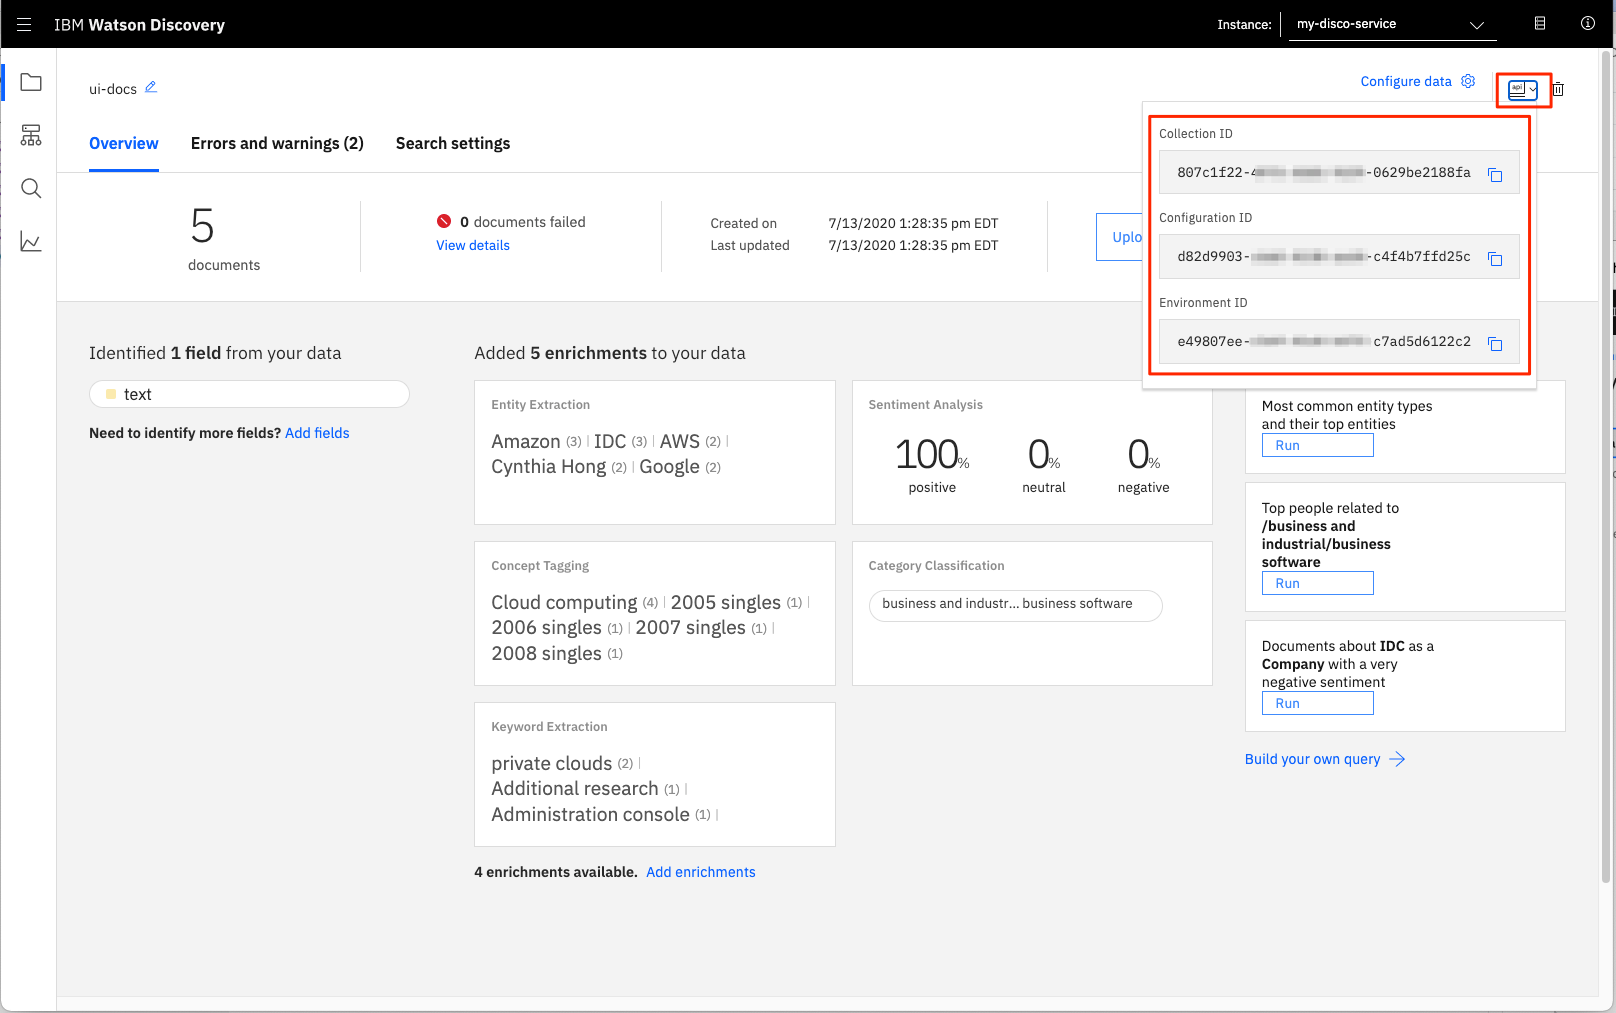 IBM Watson Discovery
Instance:
my-disco-service
ui-docs
Configure data
api
Overview
Errors and warnings (2)
Search settings
Collection ID
807c1f22-
-0629be2188fa
Configuration ID
d82d9903-
-c4f4b7ffd25c
Environment ID
e49807ee-
c7ad5d6122c2
5
documents
0 documents failed
View details
Created on 7/13/2020 1:28:35 pm EDT
Last updated 7/13/2020 1:28:35 pm EDT
Uplo
Identified 1 field from your data
text
Need to identify more fields? Add fields
Added 5 enrichments to your data
Entity Extraction
Amazon (3) | IDC (3) | AWS (2) |
Cynthia Hong (2) | Google (2)
Sentiment Analysis
100% 0% 0%
positive neutral negative
Concept Tagging
Cloud computing (4) | 2005 singles (1) |
2006 singles (1) | 2007 singles (1) |
2008 singles (1)
Category Classification
business and industr... business software
Keyword Extraction
private clouds (2) |
Additional research (1) |
Administration console (1) |
4 enrichments available. Add enrichments
Most common entity types
and their top entities
Run
Top people related to
/business and
industrial/business
software
Run
Documents about IDC as a
Company with a very
negative sentiment
Run
Build your own query